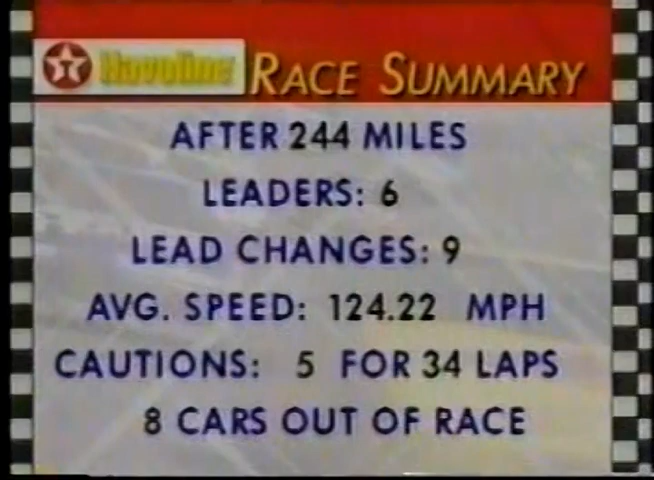 Havoline RACE SUMMARY
AFTER 244 MILES
LEADERS: 6
LEAD CHANGES: 9
AVG. SPEED: 124.22 MPH
CAUTIONS: 5 FOR 34 LAPS
8 CARS OUT OF RACE